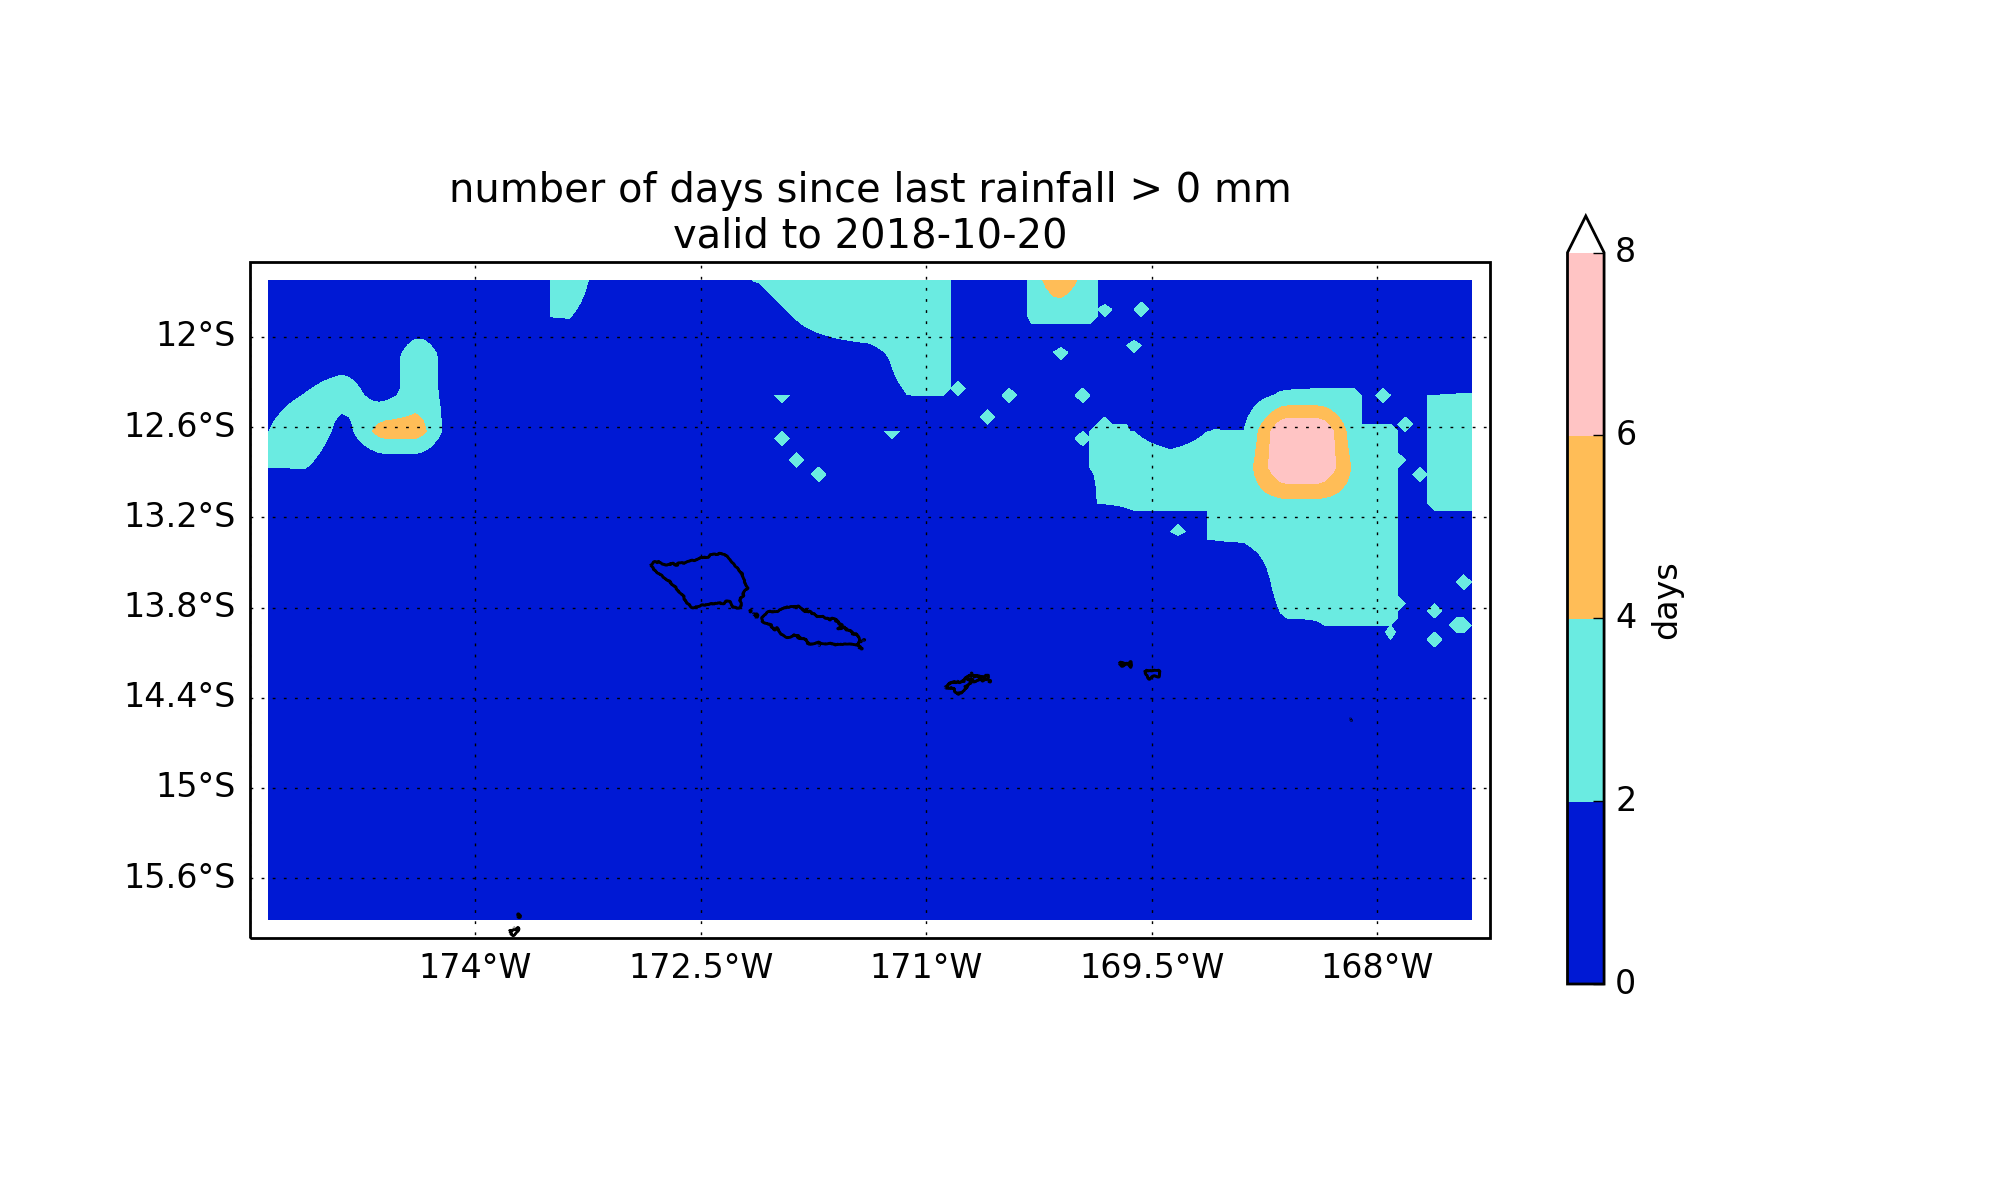 number of days since last rainfall > 0 mm
valid to 2018-10-20
12°S
12.6°S
13.2°S
13.8°S
14.4°S
15°S
15.6°S
174°W
172.5°W
171°W
169.5°W
168°W
8
6
4
2
0
days